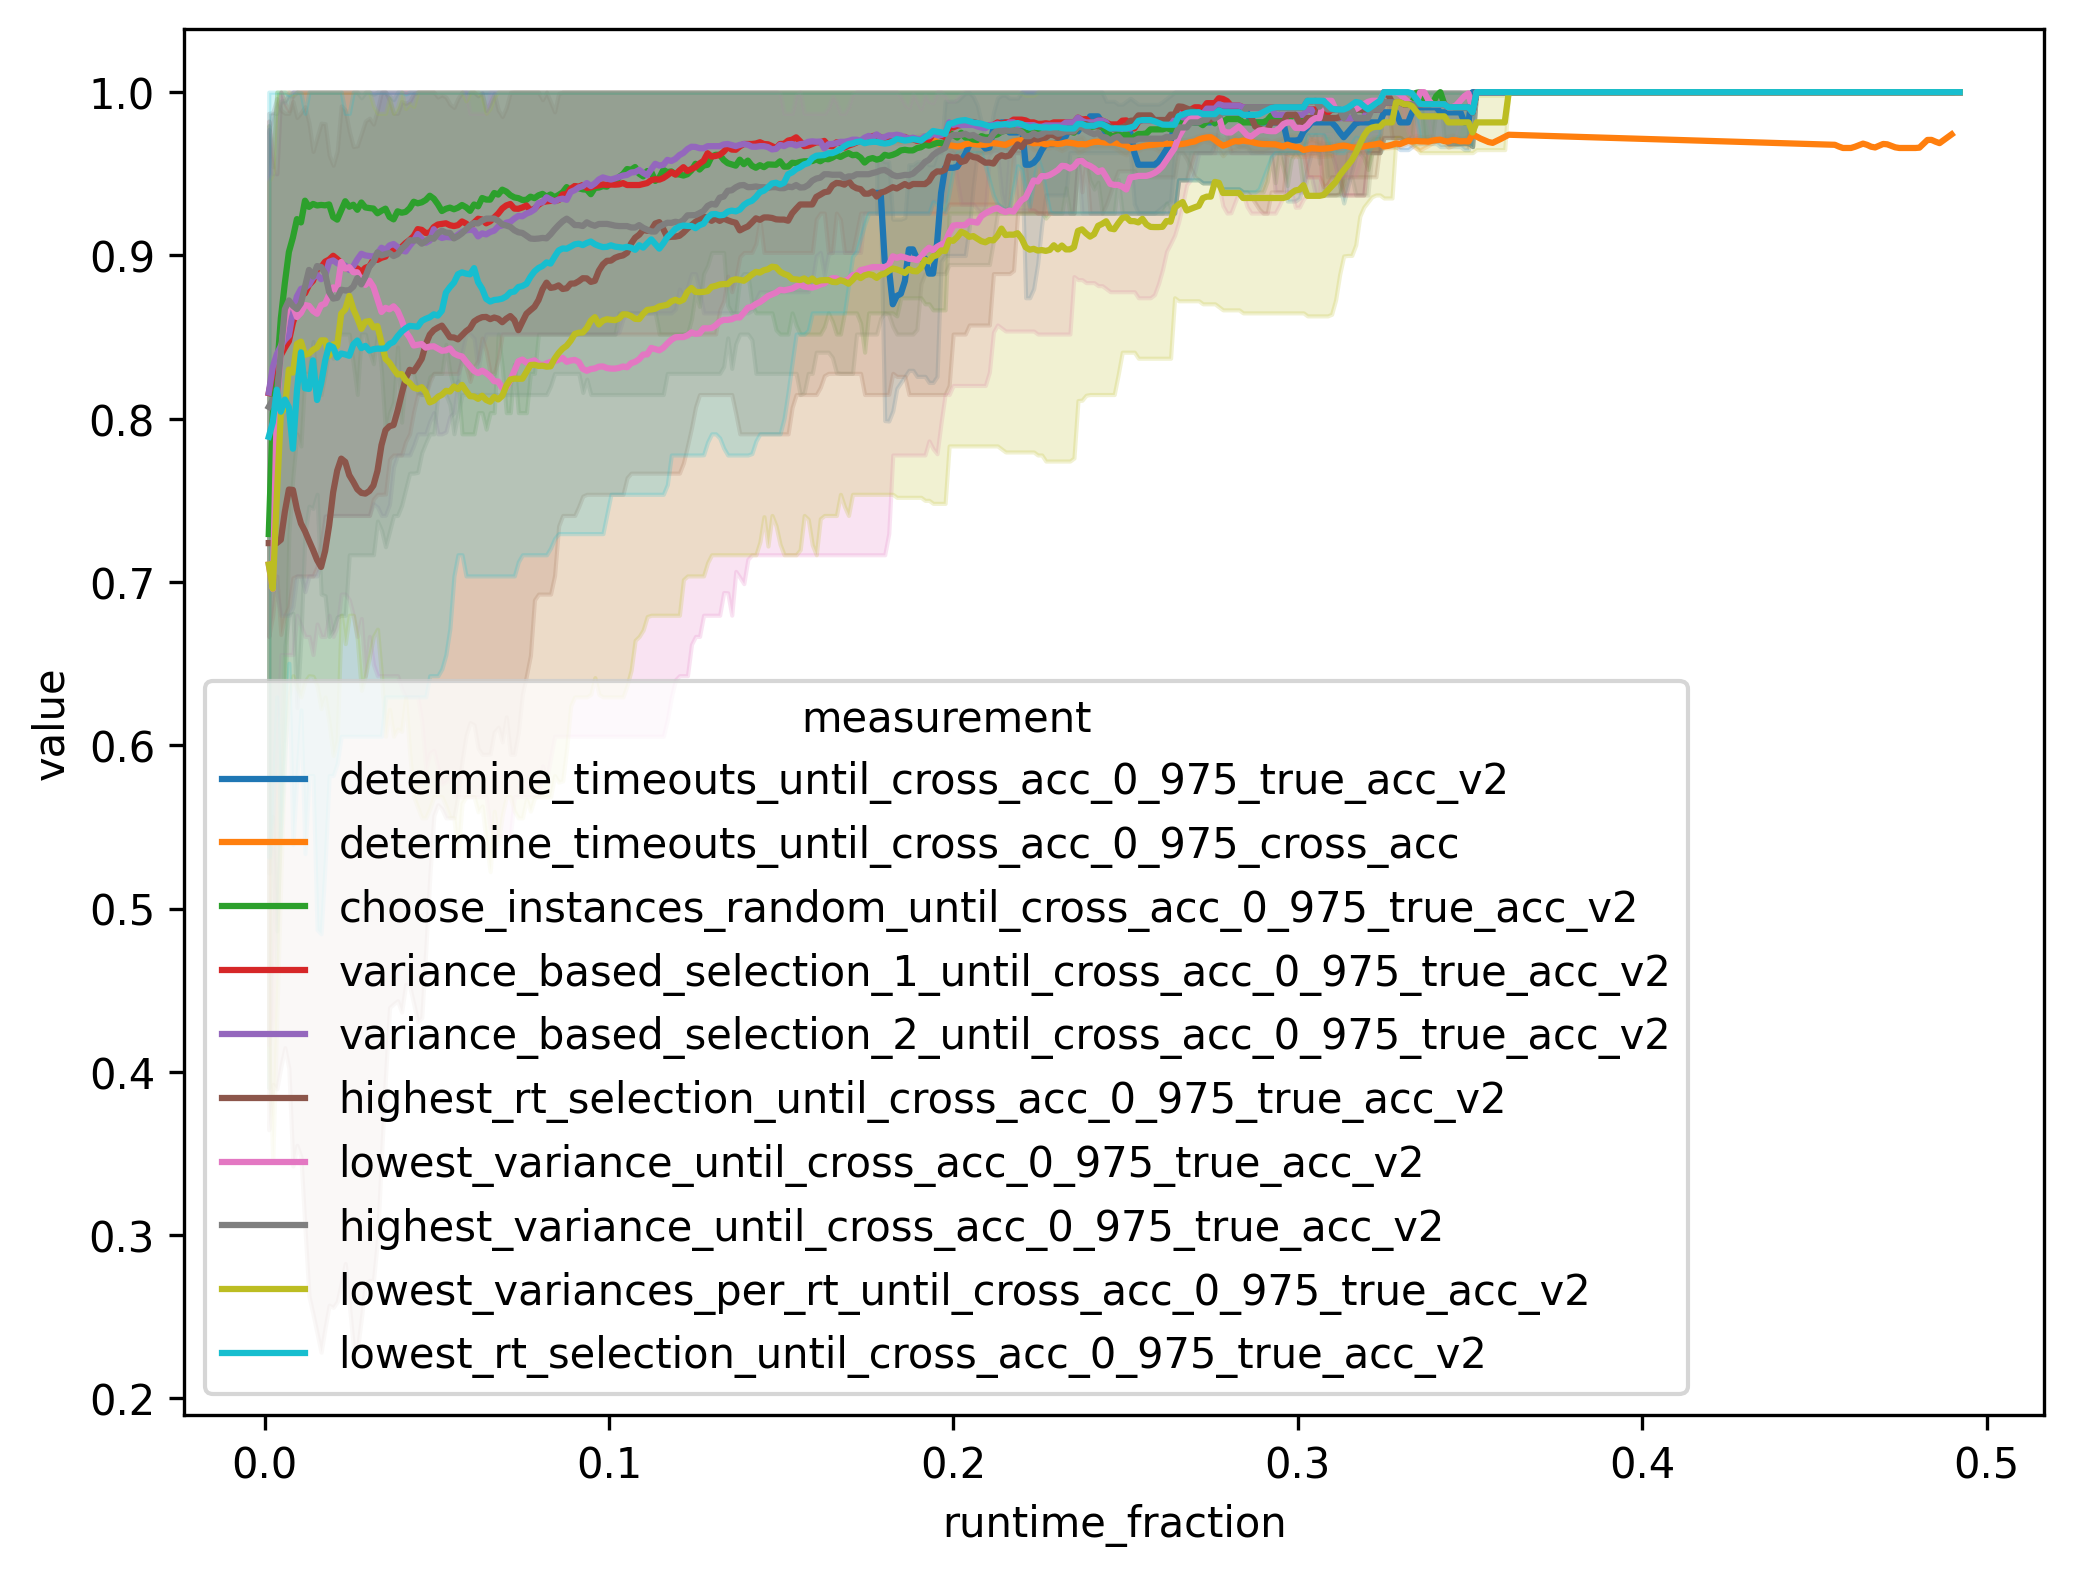 1.0
0.9
0.8
0.7
0.6
0.5
0.4
0.3
0.2
value
measurement
determine_timeouts_until_cross_acc_0_975_true_acc_v2
determine_timeouts_until_cross_acc_0_975_cross_acc
choose_instances_random_until_cross_acc_0_975_true_acc_v2
variance_based_selection_1_until_cross_acc_0_975_true_acc_v2
variance_based_selection_2_until_cross_acc_0_975_true_acc_v2
highest_rt_selection_until_cross_acc_0_975_true_acc_v2
lowest_variance_until_cross_acc_0_975_true_acc_v2
highest_variance_until_cross_acc_0_975_true_acc_v2
lowest_variances_per_rt_until_cross_acc_0_975_true_acc_v2
lowest_rt_selection_until_cross_acc_0_975_true_acc_v2
0.0 0.1 0.2 0.3 0.4 0.5
runtime_fraction